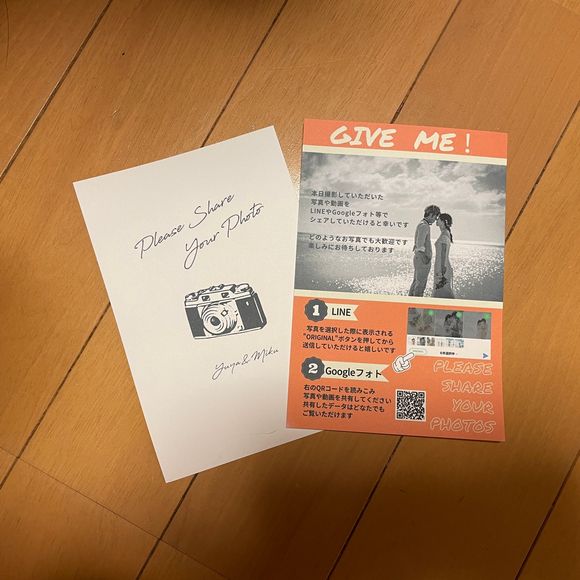 Please Share
Your Photo
Yuya & Miku
GIVE ME!
本日撮影していただいた
写真や動画を
LINEやGoogleフォト等で
シェアしていただけると幸いです
どのようなお写真でも大歓迎です
楽しみにお待ちしております
1 LINE
写真を選択した際に表示される
"ORIGINAL"ボタンを押してから
送信していただけると嬉しいです
2 Googleフォト
右のQRコードを読みこみ
写真や動画を共有してください
共有したデータはどなたでも
ご覧いただけます
PLEASE
SHARE
YOUR
PHOTOS